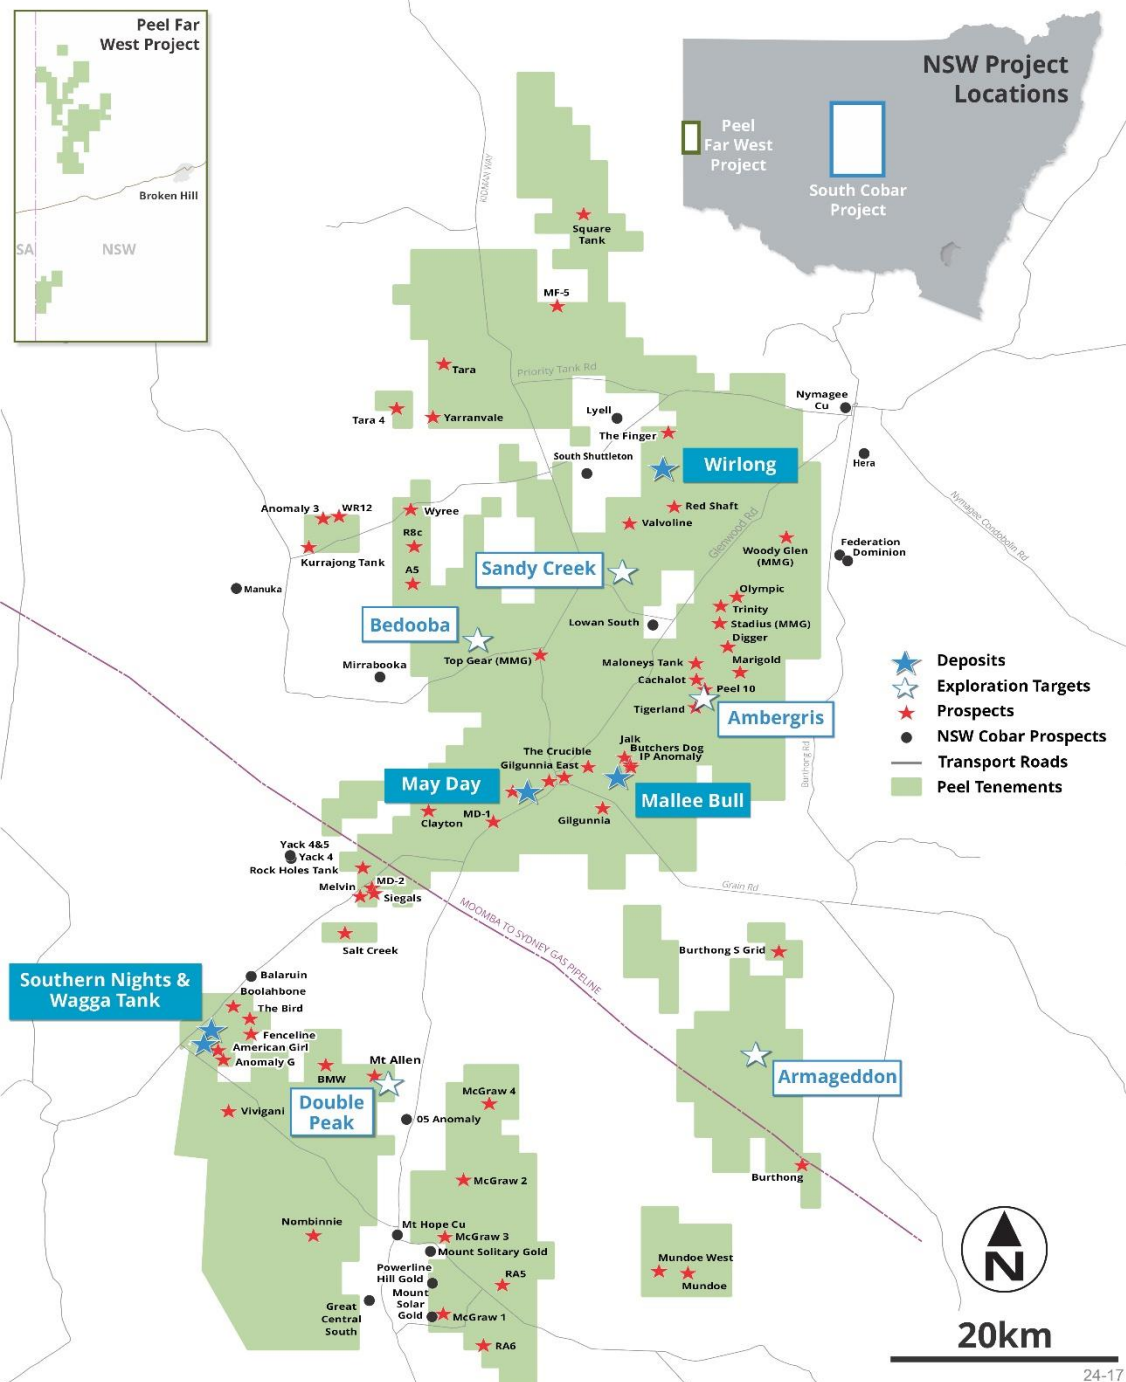 Peel Far
West Project
Broken Hill
SA
NSW
NSW Project
Locations
Peel
Far West
Project
South Cobar
Project
KIDMAN WAY
Square
Tank
MF-5
Tara
Priority Tank Rd
Tara 4
Yarranvale
Lyell
Nymagee
Cu
The Finger
South Shuttleton
Wirlong
Hera
Anomaly 3
WR12
Wyree
Red Shaft
Valvoline
Nymagee Condobolin Rd
Glenwood Rd
R8c
Kurrajong Tank
Woody Glen
(MMG)
Federation
Dominion
Sandy Creek
A5
Manuka
Olympic
Trinity
Stadius (MMG)
Bedooba
Lowan South
Digger
Top Gear (MMG)
Maloneys Tank
Marigold
Mirrabooka
Cachalot
Peel 10
Tigerland
Ambergris
Deposits
Exploration Targets
Prospects
NSW Cobar Prospects
Transport Roads
Peel Tenements
Jalk
Butchers Dog
IP Anomaly
The Crucible
Gilgunnia East
Burthong Rd
May Day
Mallee Bull
Clayton
MD-1
Gilgunnia
Yack 4&5
Yack 4
Rock Holes Tank
Melvin
MD-2
Siegals
Grain Rd
MOOMBA TO SYDNEY GAS PIPELINE
Salt Creek
Burthong S Grid
Southern Nights &
Wagga Tank
Balaruin
Boolahbone
The Bird
Fenceline
American Girl
Anomaly G
BMW
Mt Allen
Armageddon
Double
Peak
McGraw 4
Vivigani
05 Anomaly
Burthong
McGraw 2
Nombinnie
Mt Hope Cu
McGraw 3
Mount Solitary Gold
Powerline
Hill Gold
RA5
Mundoe West
Mundoe
Mount
Solar
Gold
Great
Central
South
McGraw 1
RA6
N
20km
24-17